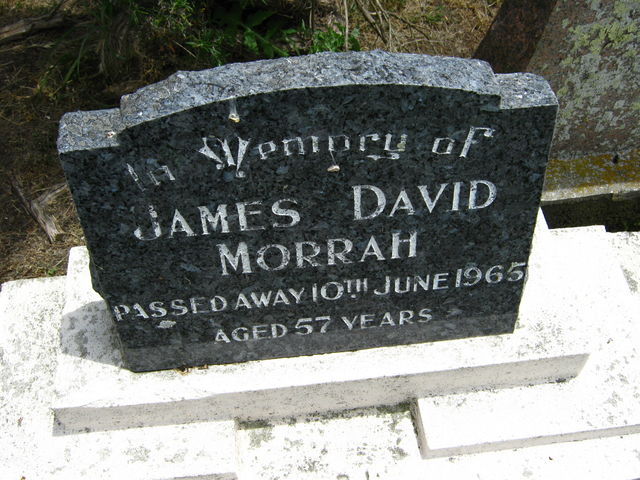 In Memory of
JAMES DAVID
MORRAH
PASSED AWAY 10TH JUNE 1965
AGED 57 YEARS